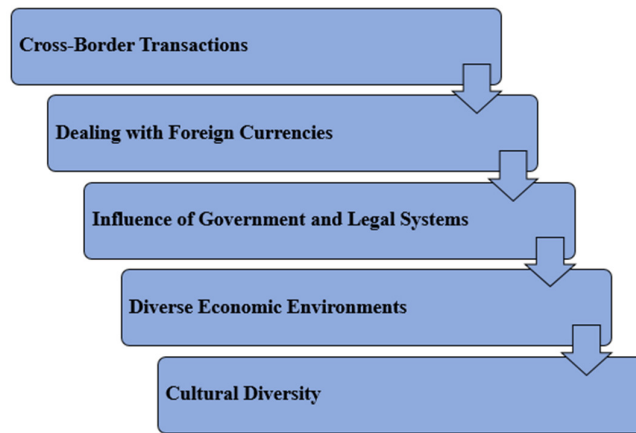 Cross-Border Transactions
Dealing with Foreign Currencies
Influence of Government and Legal Systems
Diverse Economic Environments
Cultural Diversity